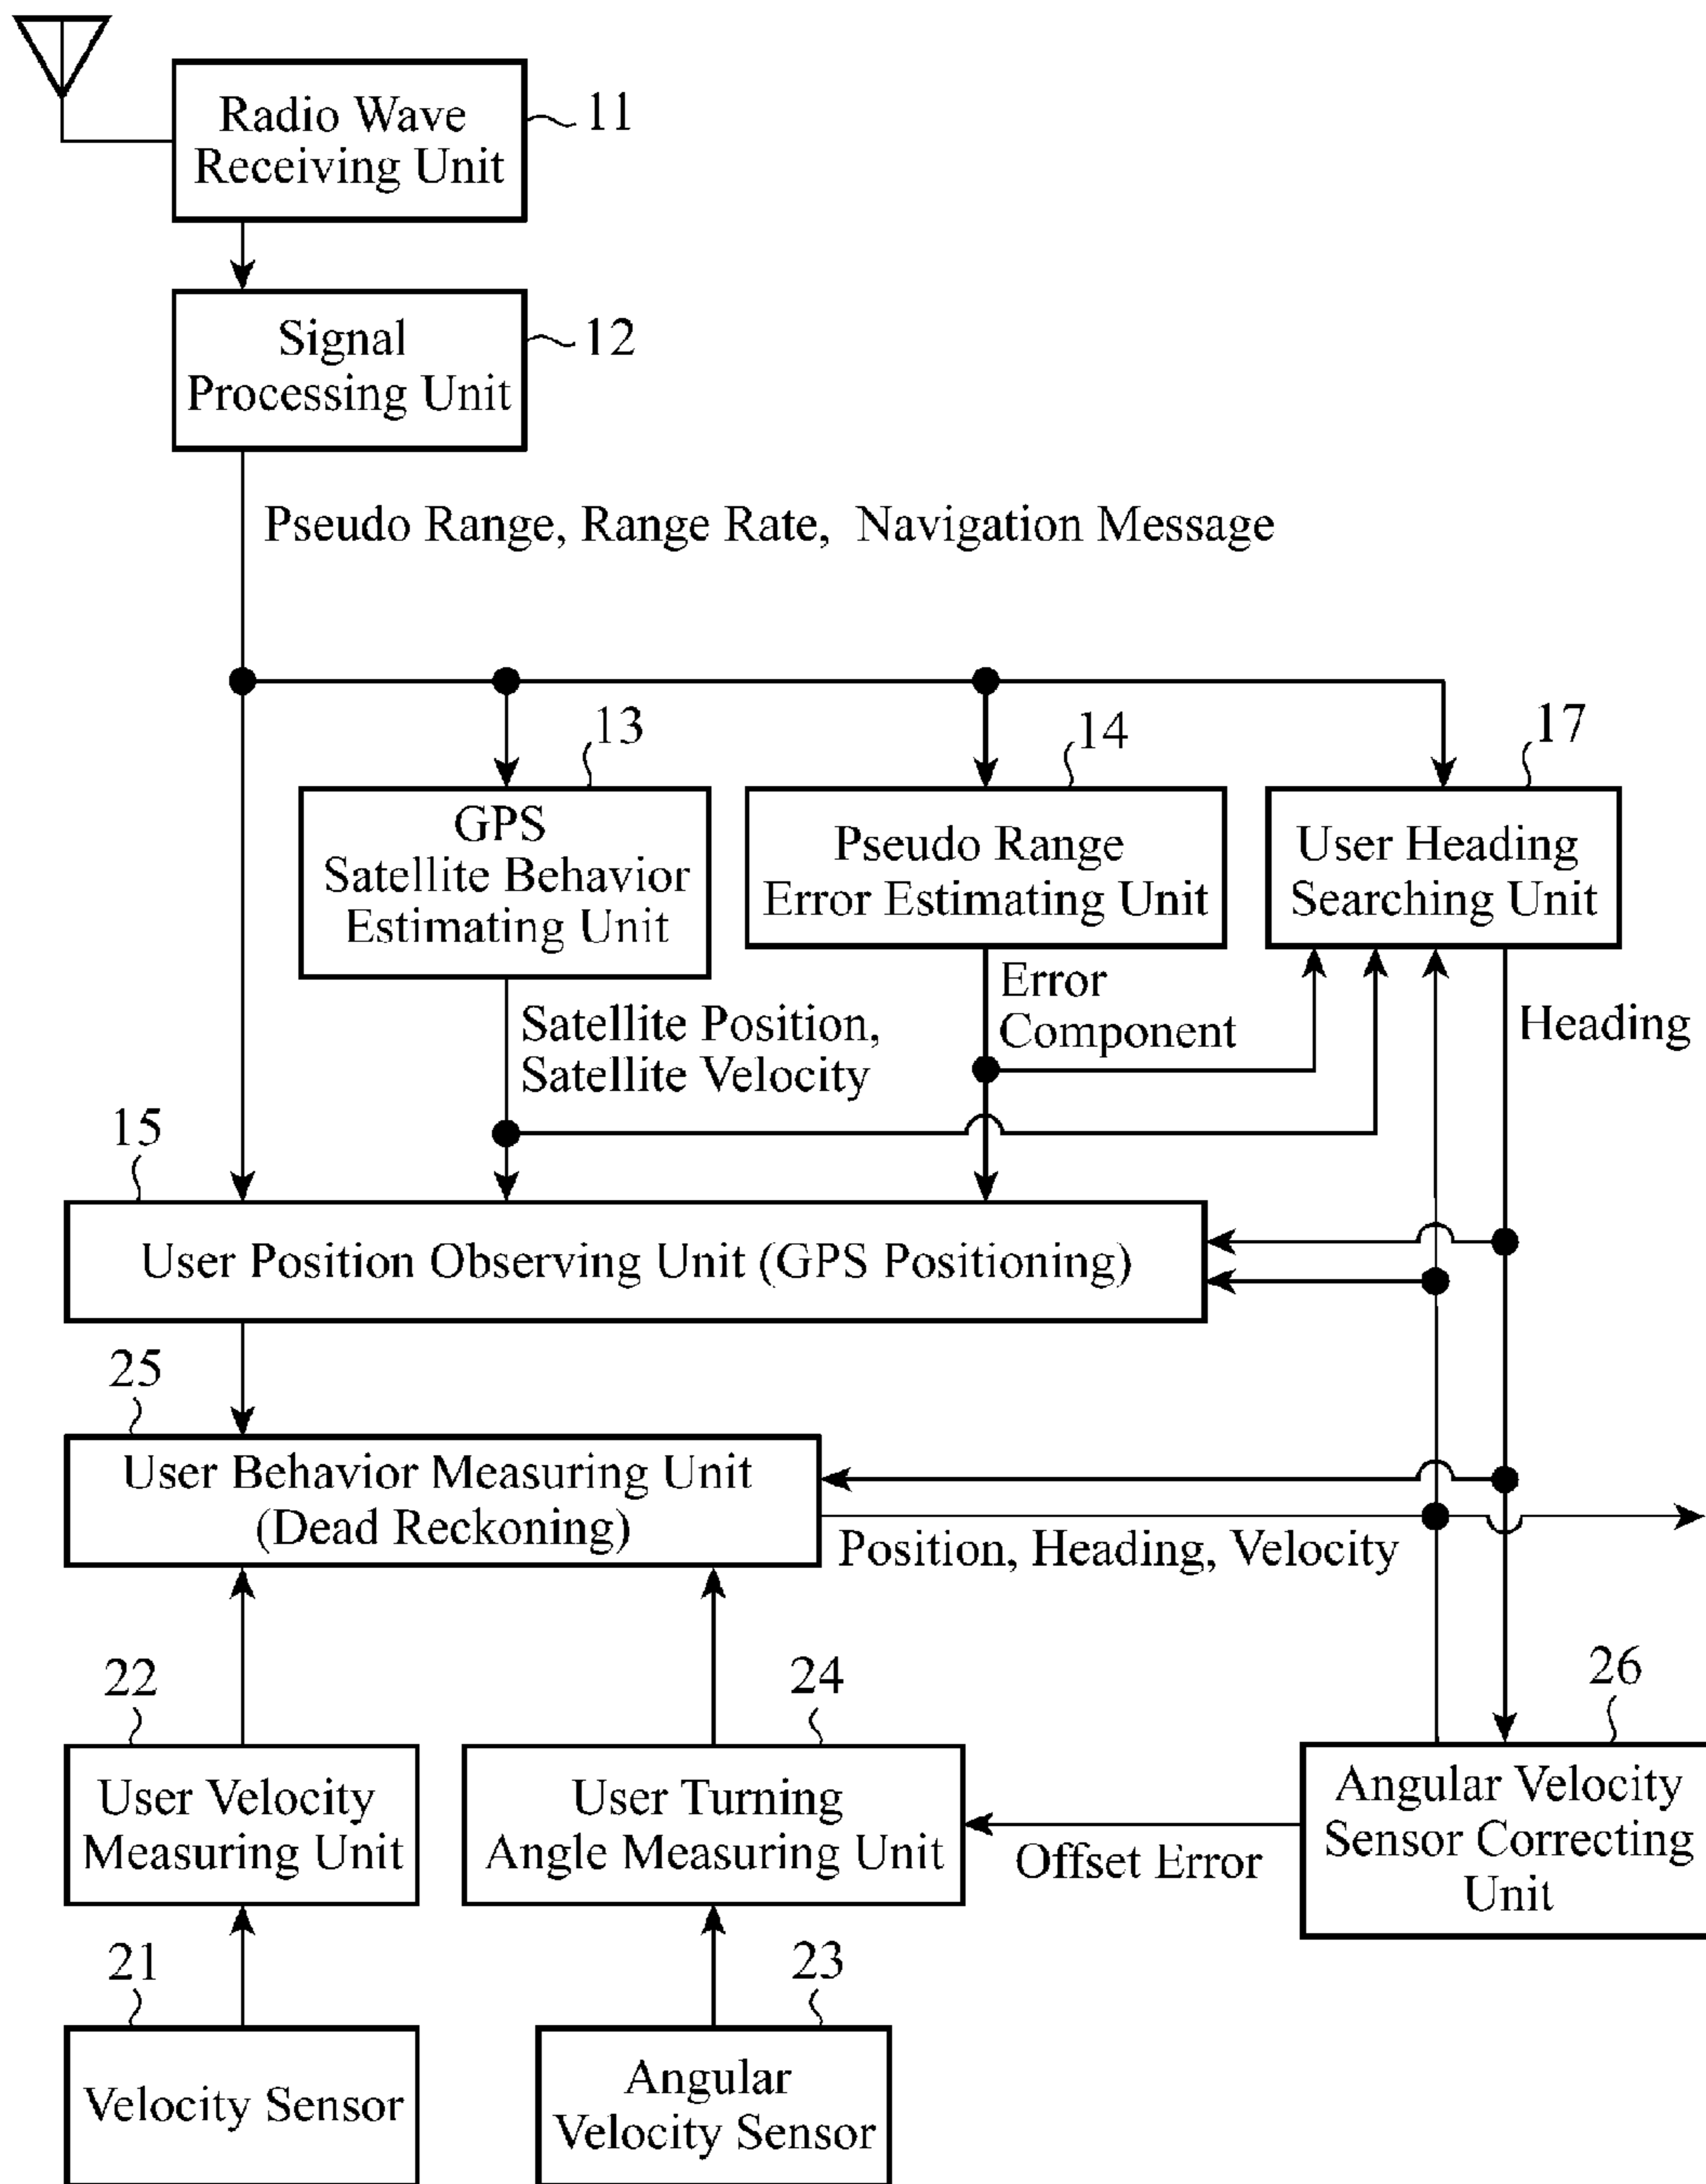 Radio Wave
Receiving Unit
11
Signal
Processing Unit
12
Pseudo Range, Range Rate, Navigation Message
13
14
17
GPS
Satellite Behavior
Estimating Unit
Pseudo Range
Error Estimating Unit
User Heading
Searching Unit
Satellite Position,
Satellite Velocity
Error
Component
Heading
15
User Position Observing Unit (GPS Positioning)
25
User Behavior Measuring Unit
(Dead Reckoning)
Position, Heading, Velocity
22
24
26
User Velocity
Measuring Unit
User Turning
Angle Measuring Unit
Offset Error
Angular Velocity
Sensor Correcting
Unit
21
23
Velocity Sensor
Angular
Velocity Sensor